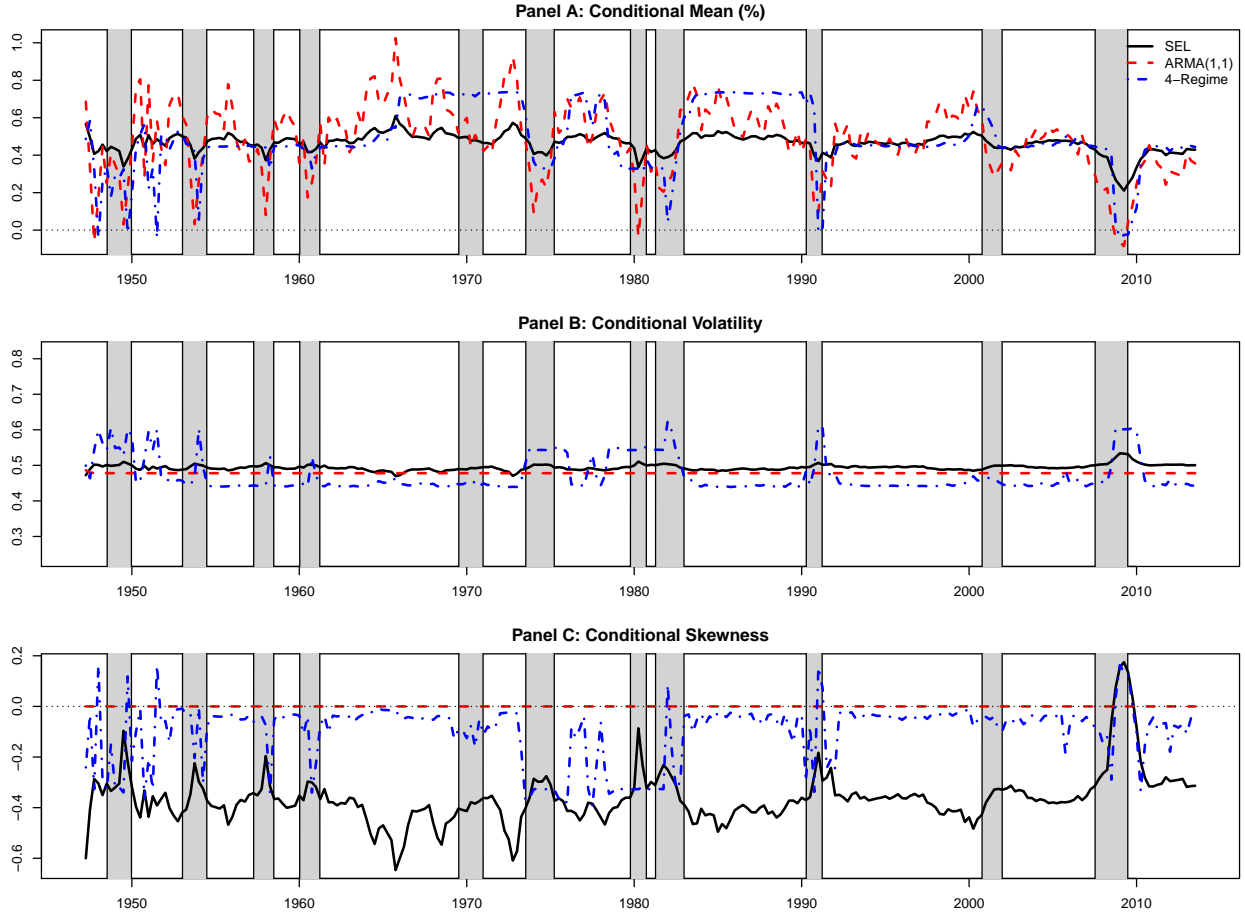 Panel A: Conditional Mean (%)
1.0
0.8
0.6
0.4
0.2
0.0
SEL
ARMA(1,1)
4−Regime
1950 1960 1970 1980 1990 2000 2010
Panel B: Conditional Volatility
0.8
0.7
0.6
0.5
0.4
0.3
1950 1960 1970 1980 1990 2000 2010
Panel C: Conditional Skewness
0.2
0.0
−0.2
−0.4
−0.6
1950 1960 1970 1980 1990 2000 2010